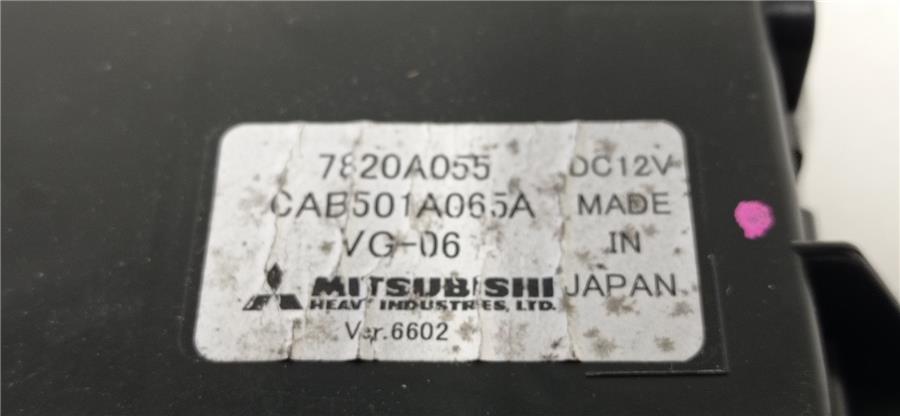 7820A055
CAB501A065A
VG-06
MITSUBISHI
HEAVY INDUSTRIES, LTD.
Ver.6602
DC12V
MADE
IN
JAPAN